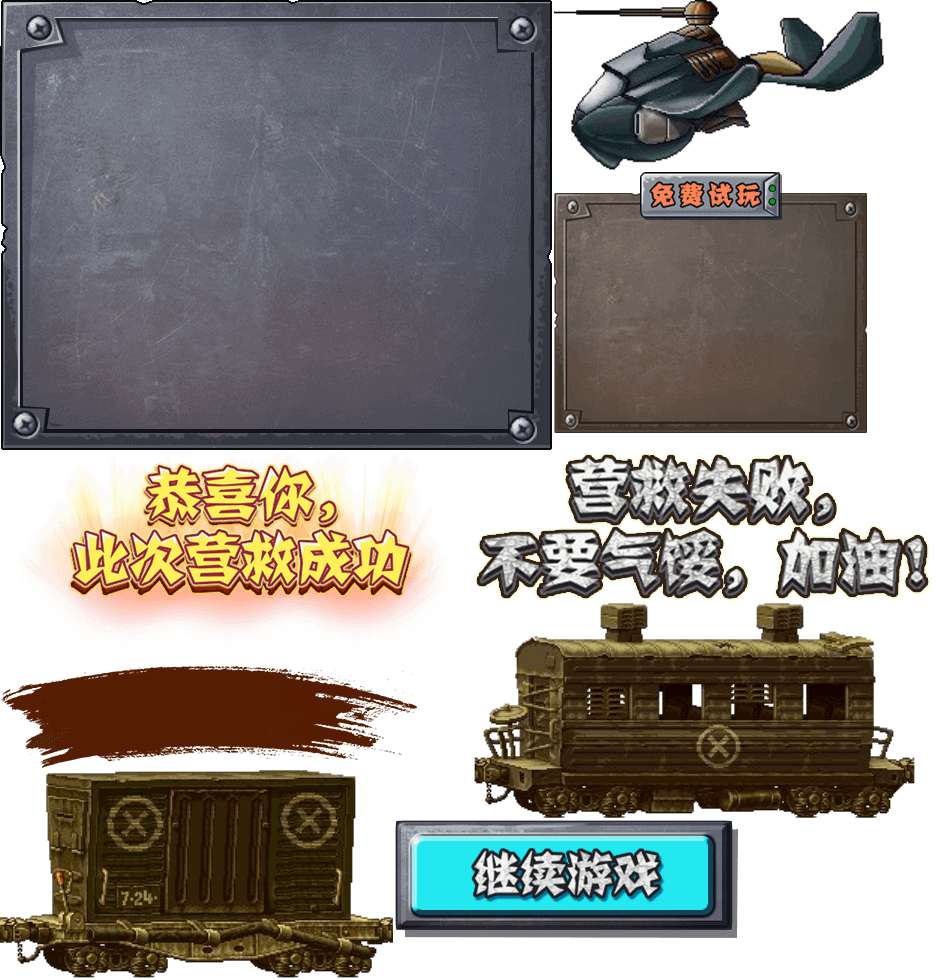 免费试玩
恭喜你，
此次营救成功
营救失败，
不要气馁，加油！
7-24-
继续游戏